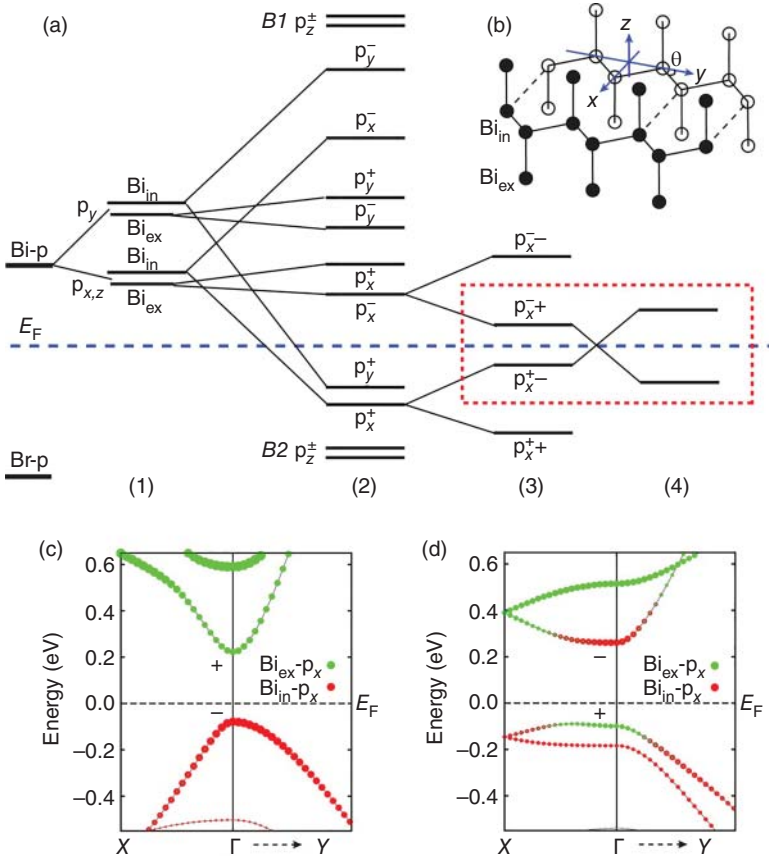 (a)
B1 p_z^±
p_y^-
p_x^-
Bi_in
p_y^+
p_y
Bi_ex
p_y^-
Bi-p
Bi_in
p_x^+
p_x,z
Bi_ex
p_x^-
p_x^- −
p_x^- +
E_F
p_y^+
p_x^+ −
p_x^+
B2 p_z^±
p_x^+ +
Br-p
(1)
(2)
(3)
(4)
(b)
z
θ
y
x
Bi_in
Bi_ex
(c)
Energy (eV)
0.6
0.4
0.2
0.0
−0.2
−0.4
+
Bi_ex-p_x
−
Bi_in-p_x
E_F
X
Γ
Y
(d)
Energy (eV)
0.6
0.4
0.2
0.0
−0.2
−0.4
−
Bi_ex-p_x
Bi_in-p_x
+
E_F
X
Γ
Y